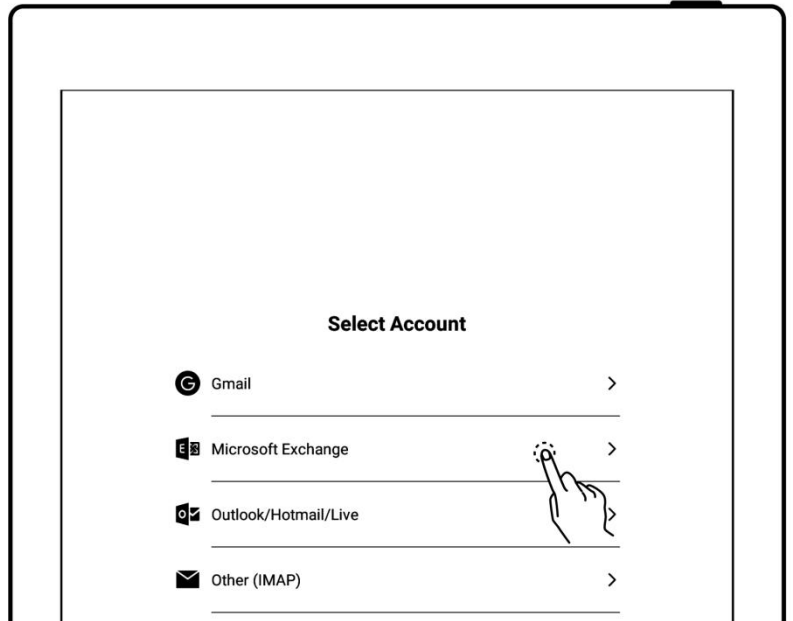 Select Account
G Gmail
E Microsoft Exchange
O Outlook/Hotmail/Live
Other (IMAP)